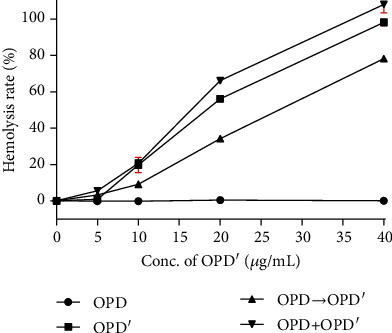 100
80
60
40
20
0
Hemolysis rate (%)
0 5 10 15 20 25 30 35 40
Conc. of OPD′ (μg/mL)
OPD
OPD′
OPD→OPD′
OPD+OPD′